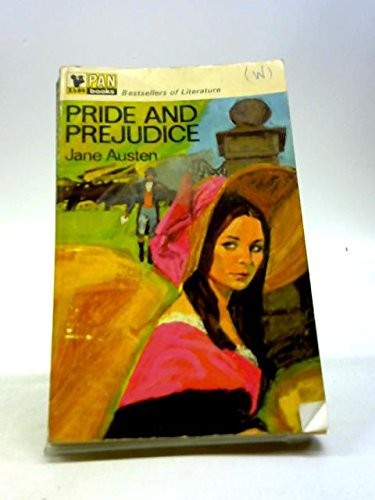 PAN
books
Bestsellers of Literature
(W)
PRIDE AND
PREJUDICE
Jane Austen